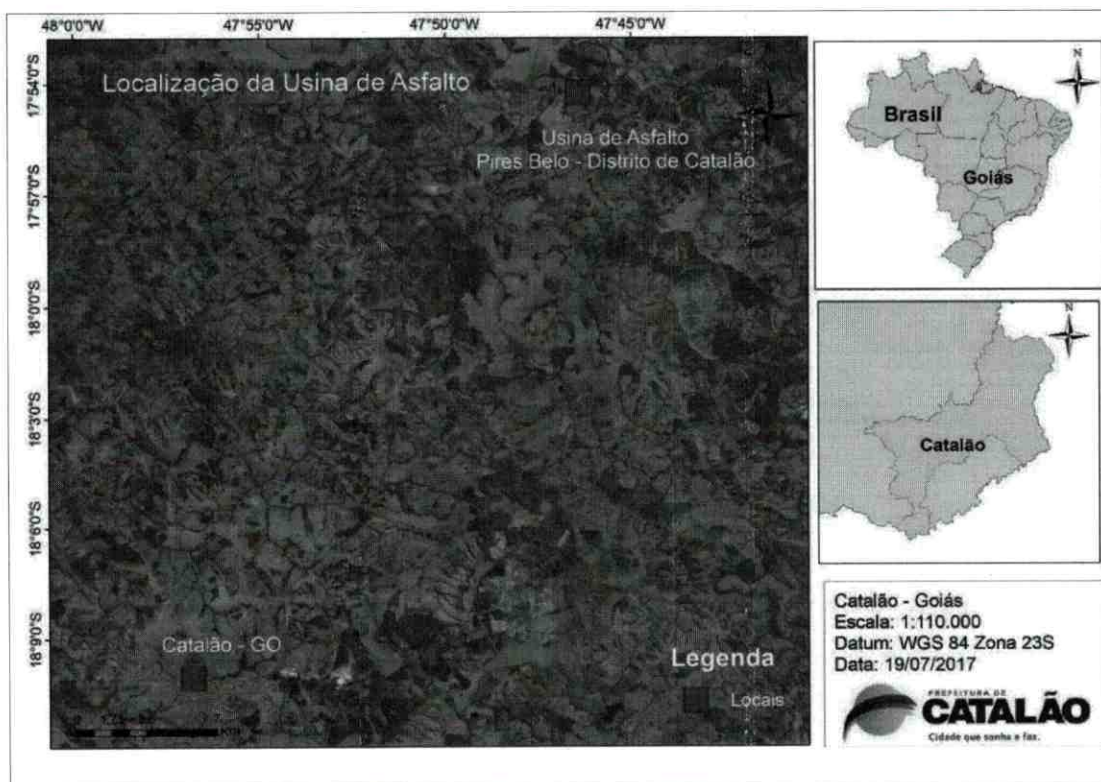 48°0'0"W 47°55'0"W 47°50'0"W 47°45'0"W
17°54'0"S
17°57'0"S
18°0'0"S
18°3'0"S
18°6'0"S
18°9'0"S
Localização da Usina de Asfalto
Usina de Asfalto
Pires Belo - Distrito de Catalão
Catalão - GO
Legenda
Locais
N
Brasil
Goiás
N
Catalão
Catalão - Goiás
Escala: 1:110.000
Datum: WGS 84 Zona 23S
Data: 19/07/2017
PREFEITURA DE
CATALÃO
Cidade que sonha e faz.